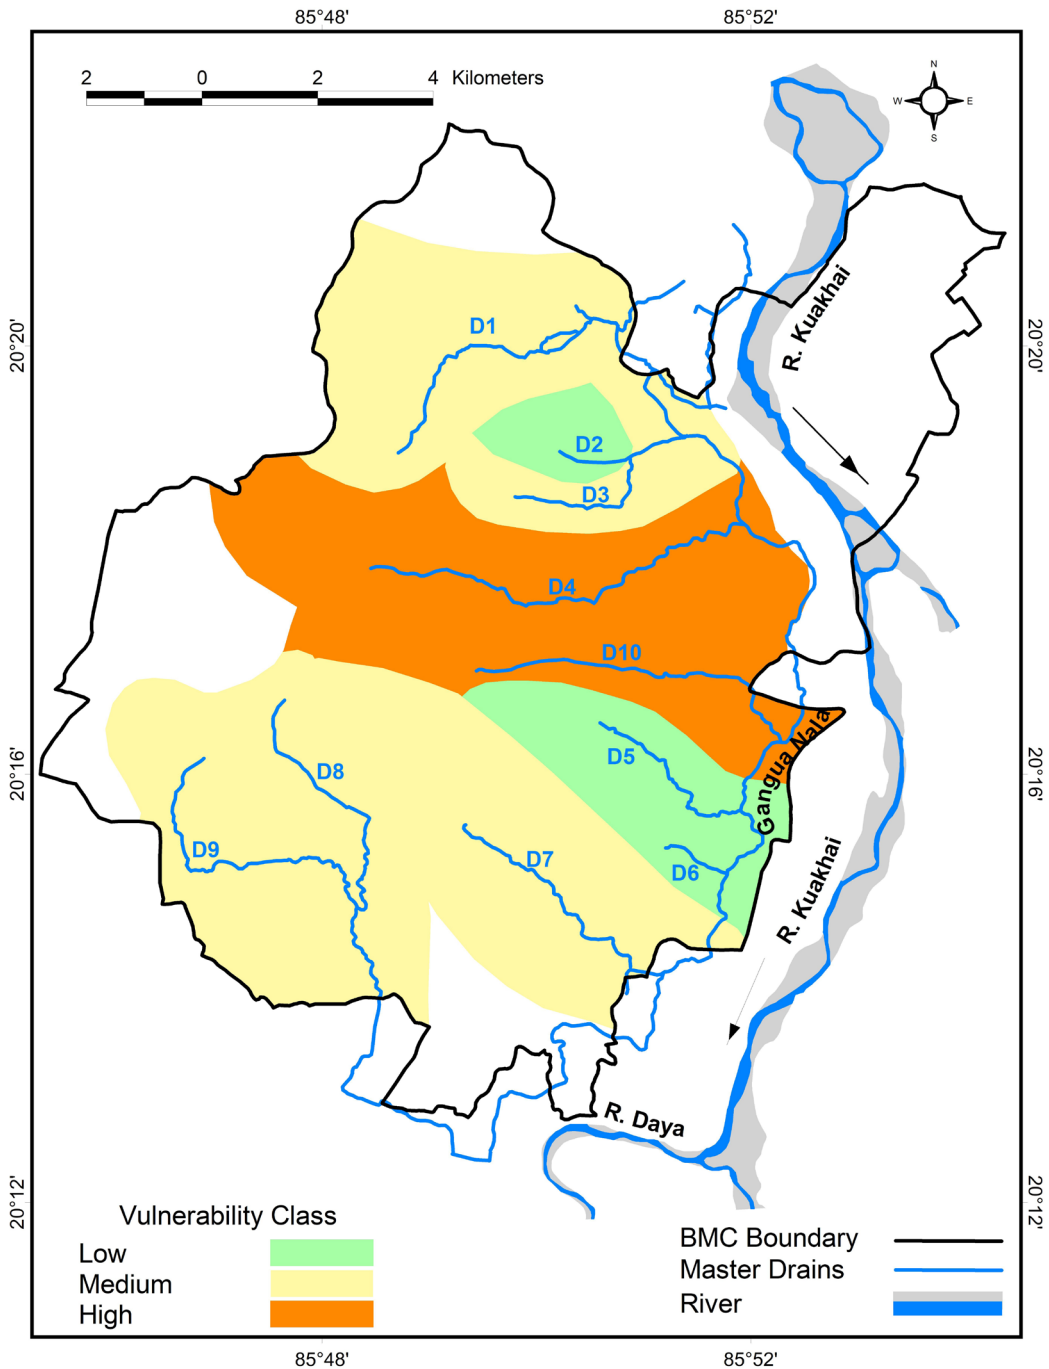 85°48'
85°52'
2 0 2 4 Kilometers
N
W E
S
R. Kuakhai
D1
20°20'
20°20'
D2
D3
D4
D10
Gangua Nala
D5
D8
20°16'
20°16'
D9
D7
D6
R. Kuakhai
R. Daya
20°12'
20°12'
Vulnerability Class
Low
Medium
High
BMC Boundary
Master Drains
River
85°48'
85°52'